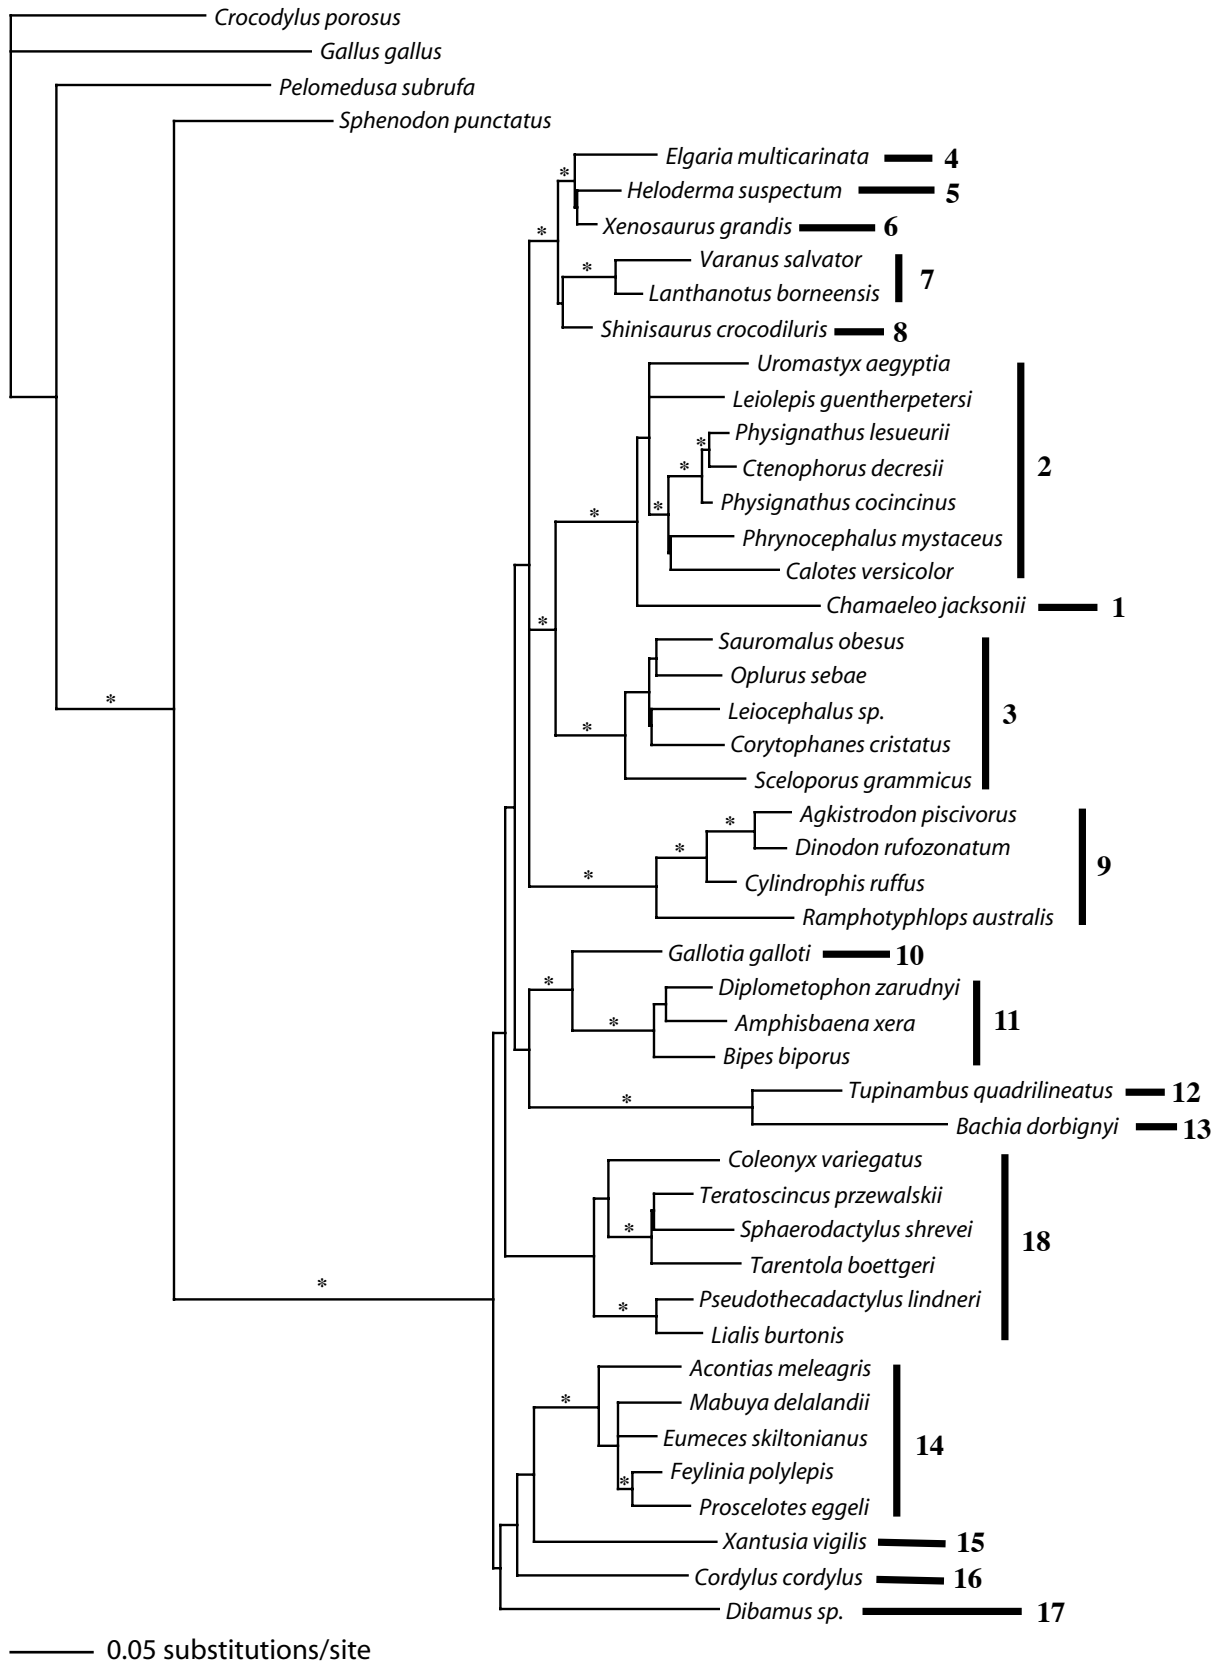 Crocodylus porosus
Gallus gallus
Pelomedusa subrufa
Sphenodon punctatus
Elgaria multicarinata 4
* Heloderma suspectum 5
Xenosaurus grandis 6
*
* Varanus salvator
7
Lanthanotus borneensis
Shinisaurus crocodiluris 8
Uromastyx aegyptia
Leiolepis guentherpetersi
* Physignathus lesueurii
* Ctenophorus decresii 2
* Physignathus cocincinus
*
Phrynocephalus mystaceus
Calotes versicolor
Chamaeleo jacksonii 1
*
Sauromalus obesus
Oplurus sebae
*
Leiocephalus sp. 3
*
Corytophanes cristatus
Sceloporus grammicus
* Agkistrodon piscivorus
* Dinodon rufozonatum
9
* Cylindrophis ruffus
Ramphotyphlops australis
Gallotia galloti 10
*
Diplometophon zarudnyi
* Amphisbaena xera 11
Bipes biporus
* Tupinambus quadrilineatus 12
Bachia dorbignyi 13
Coleonyx variegatus
Teratoscincus przewalskii
* Sphaerodactylus shrevei
18
Tarentola boettgeri
*
* Pseudothecadactylus lindneri
Lialis burtonis
Acontias meleagris
* Mabuya delalandii
Eumeces skiltonianus
14
* Feylinia polylepis
Proscelotes eggeli
Xantusia vigilis 15
Cordylus cordylus 16
Dibamus sp. 17
0.05 substitutions/site